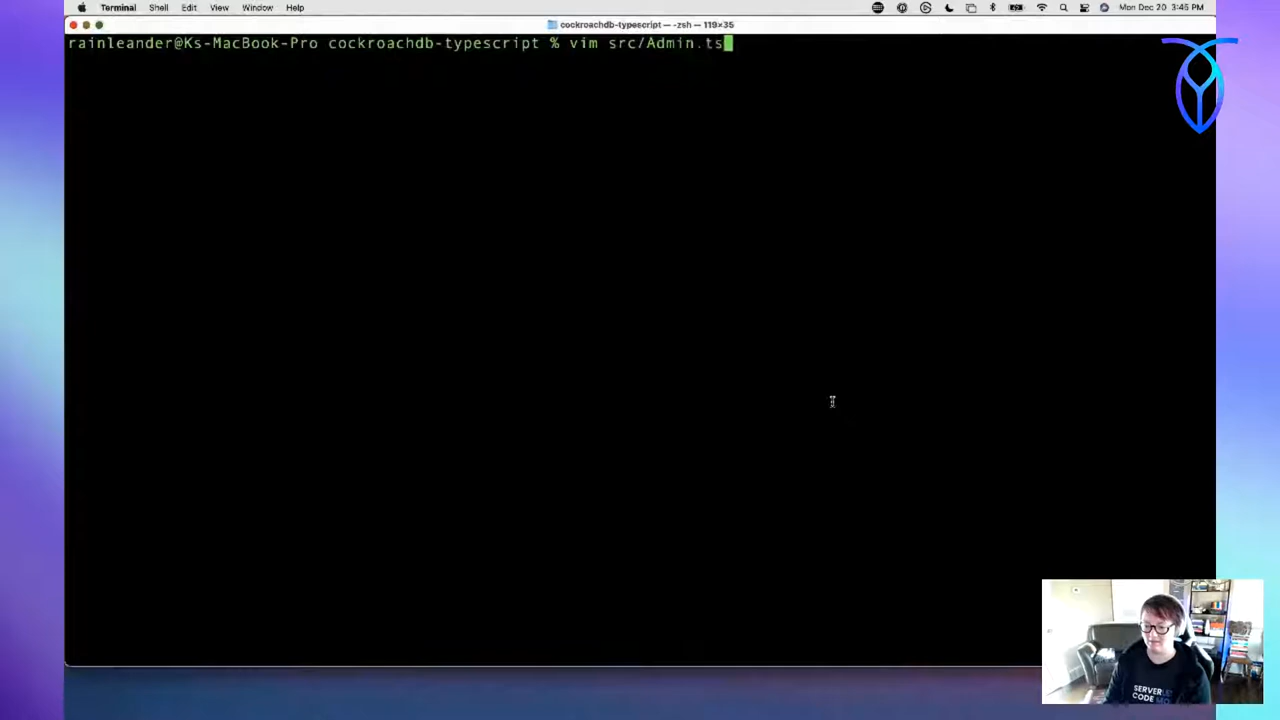 Terminal Shell Edit View Window Help
Mon Dec 20 3:45 PM
cockroachdb-typescript — -zsh — 119×35
rainleander@Ks-MacBook-Pro cockroachdb-typescript % vim src/Admin.ts
CODE